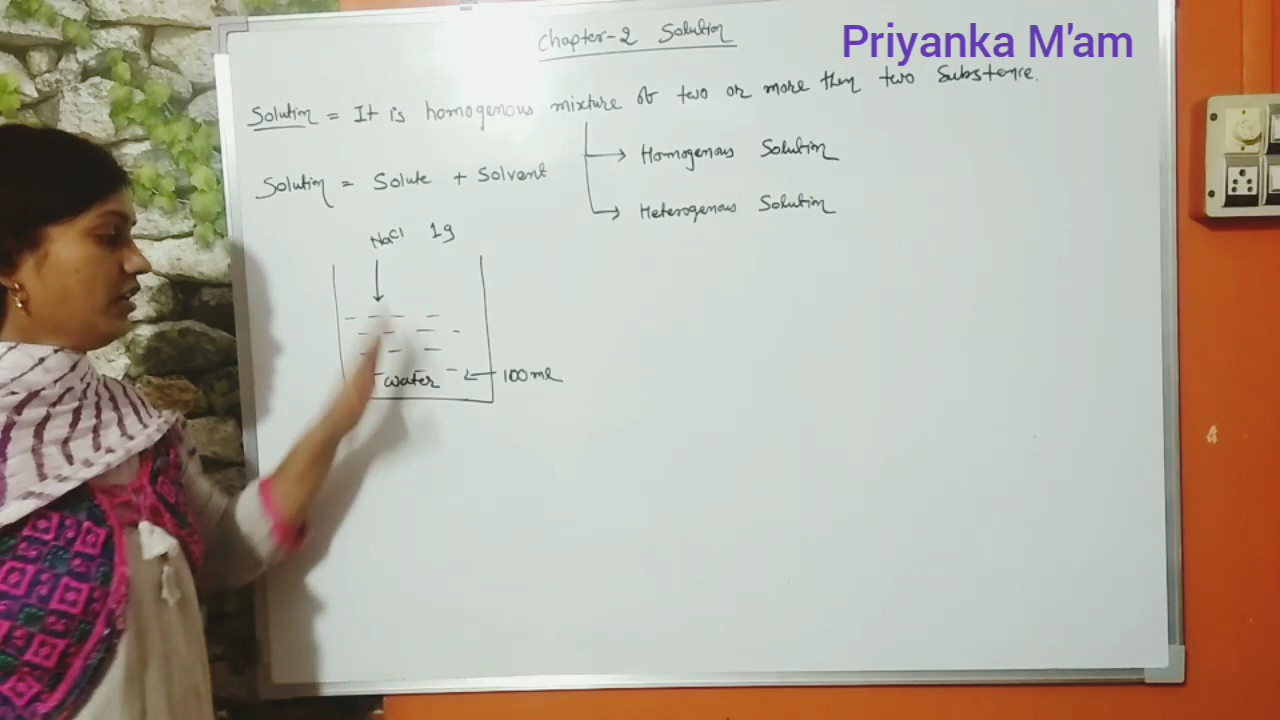 Chapter-2 Solution
Priyanka M'am
Solution = It is homogenous mixture of two or more then two Substence.
Homogenous Solution
Solution = Solute + Solvent
Heterogenous Solution
NaCl 1g
water
100ml